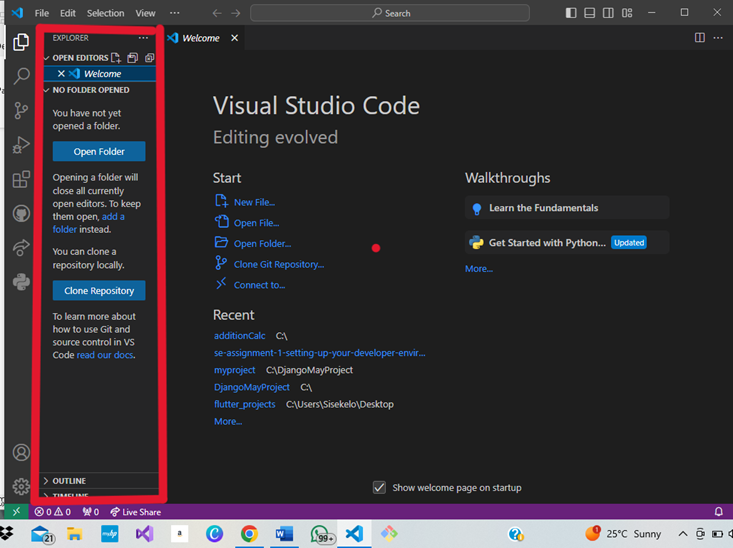 File Edit Selection View ··· Search
EXPLORER ···
Welcome
OPEN EDITORS
Welcome
NO FOLDER OPENED
You have not yet
opened a folder.
Open Folder
Opening a folder will
close all currently
open editors. To keep
them open, add a
folder instead.
You can clone a
repository locally.
Clone Repository
To learn more about
how to use Git and
source control in VS
Code read our docs.
OUTLINE
TIMELINE
Visual Studio Code
Editing evolved
Start
New File...
Open File...
Open Folder...
Clone Git Repository...
Connect to...
Recent
additionCalc C:\
se-assignment-1-setting-up-your-developer-envir...
myproject C:\DjangoMayProject
DjangoMayProject C:\
flutter_projects C:\Users\Sisekelo\Desktop
More...
Walkthroughs
Learn the Fundamentals
Get Started with Python... Updated
More...
Show welcome page on startup
0 0 0 Live Share
21 mulp a C W 99+ 25°C Sunny